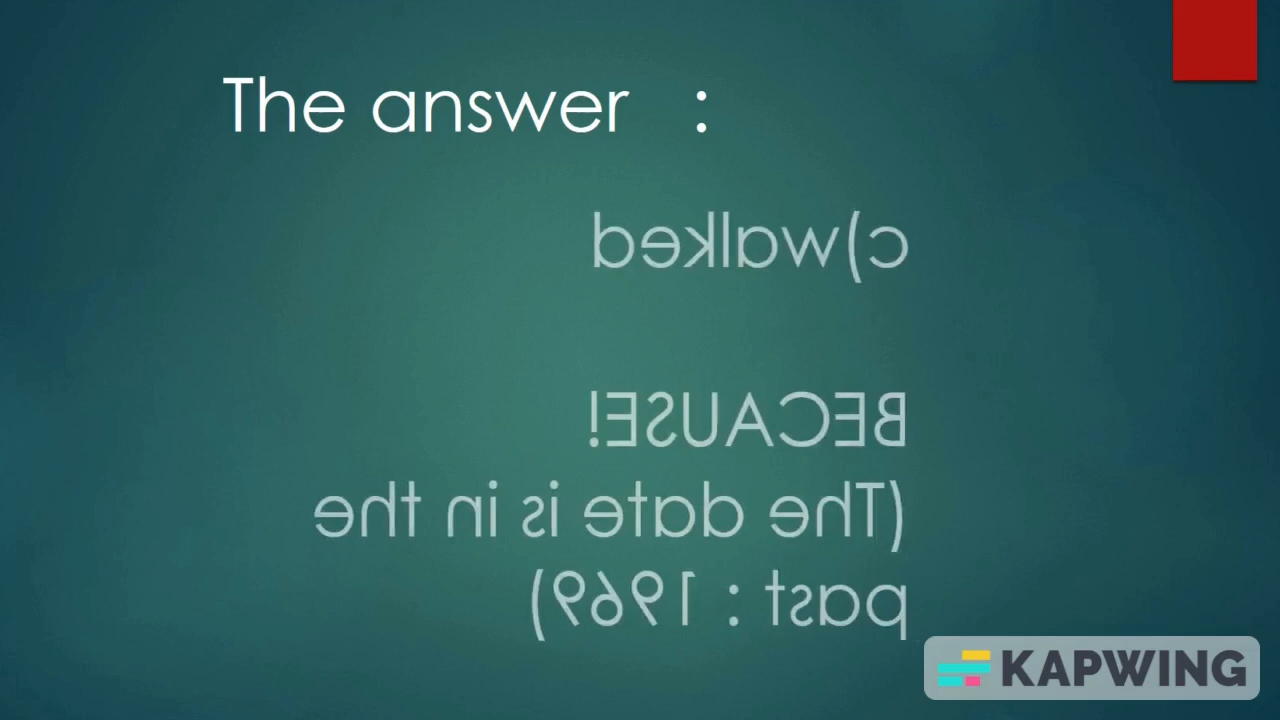 The answer :
c)walked
BECAUSE!
(The date is in the
past : 1969)
KAPWING